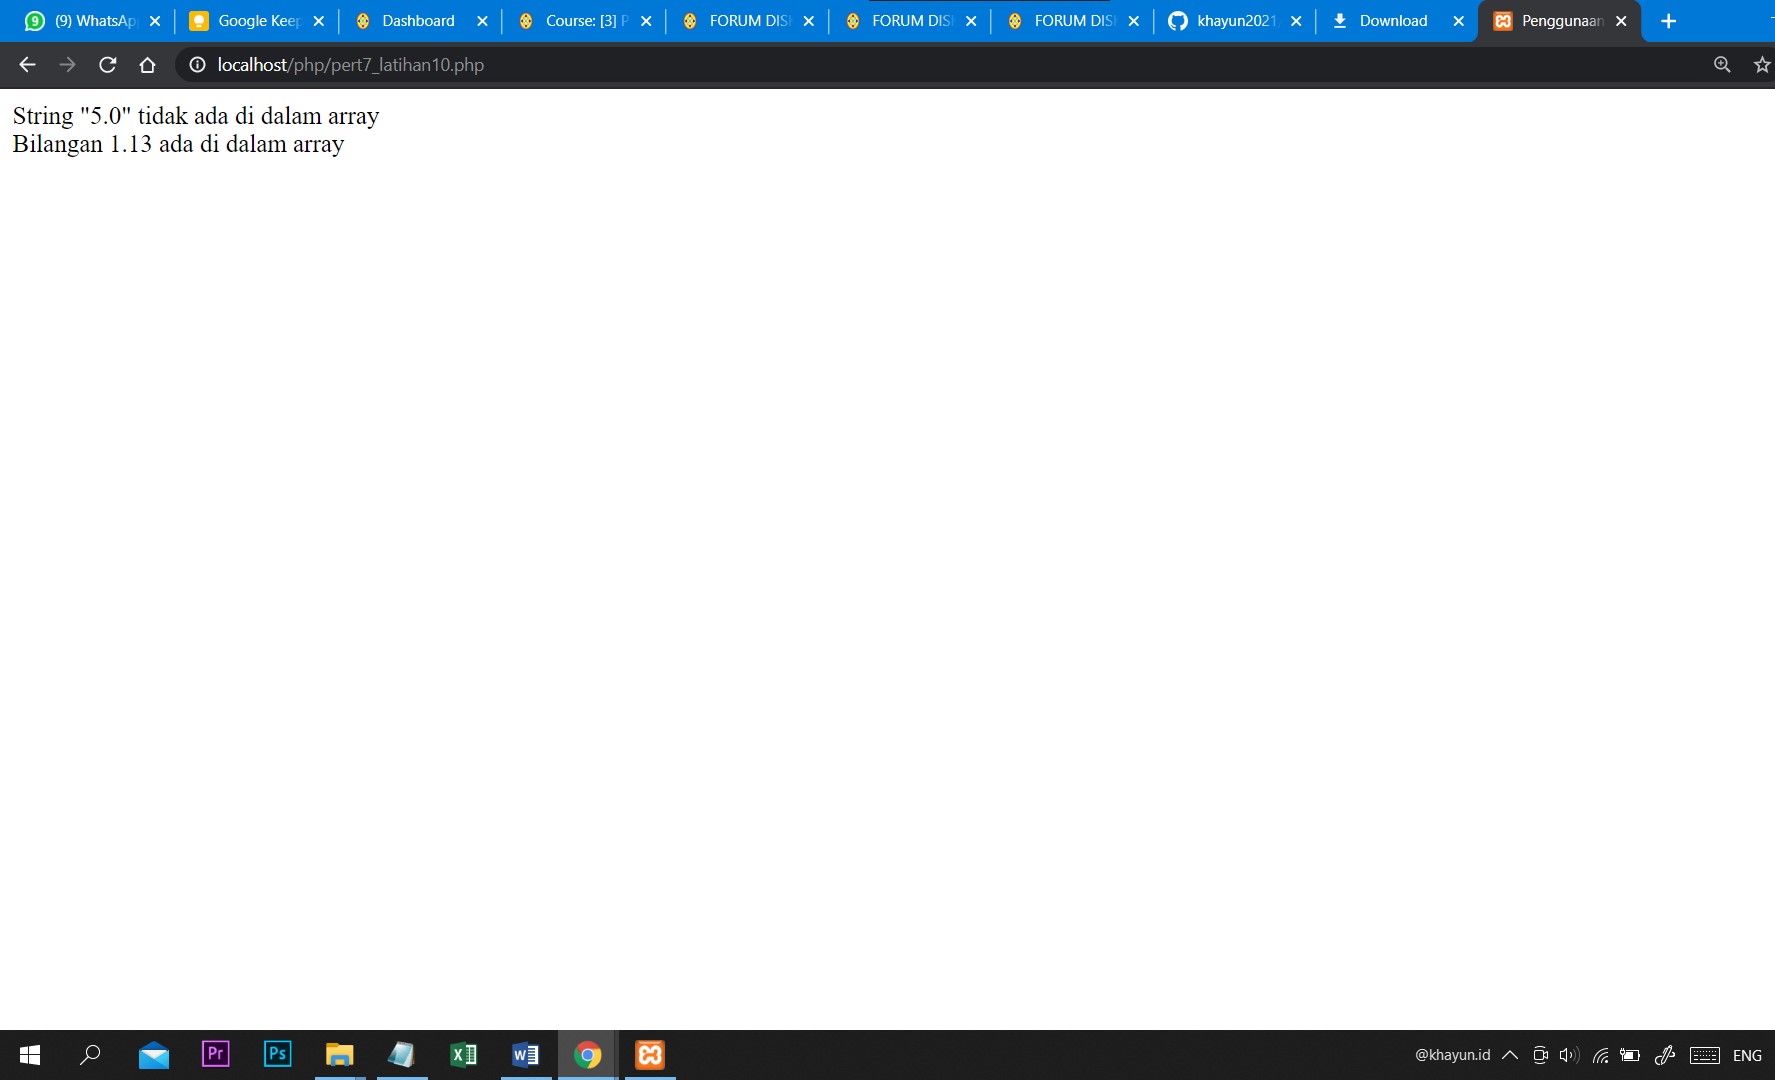 (9) WhatsAp
Google Keep
Dashboard
Course: [3] P
FORUM DIS
FORUM DIS
FORUM DIS
khayun2021
Download
Penggunaan
localhost/php/pert7_latihan10.php
String "5.0" tidak ada di dalam array
Bilangan 1.13 ada di dalam array
Pr
Ps
@khayun.id
ENG